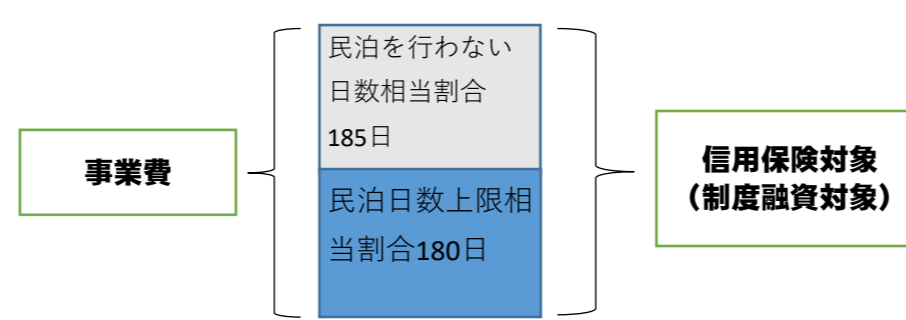 事業費
民泊を行わない
日数相当割合
185日
民泊日数上限相
当割合180日
信用保険対象
（制度融資対象）